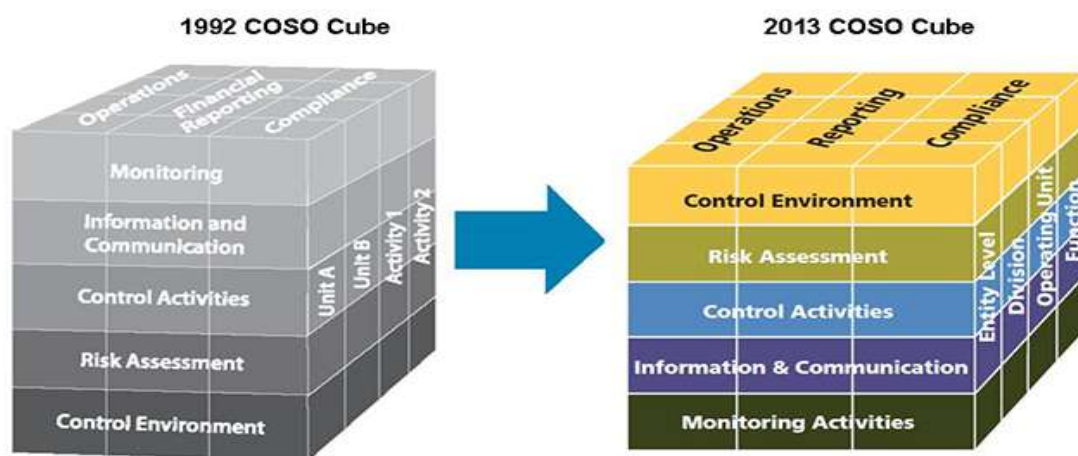 1992 COSO Cube
Operations
Financial
Reporting
Compliance
Monitoring
Information and
Communication
Control Activities
Risk Assessment
Control Environment
Unit A
Unit B
Activity 1
Activity 2
2013 COSO Cube
Operations
Reporting
Compliance
Control Environment
Risk Assessment
Control Activities
Information & Communication
Monitoring Activities
Entity Level
Division
Operating Unit
Function